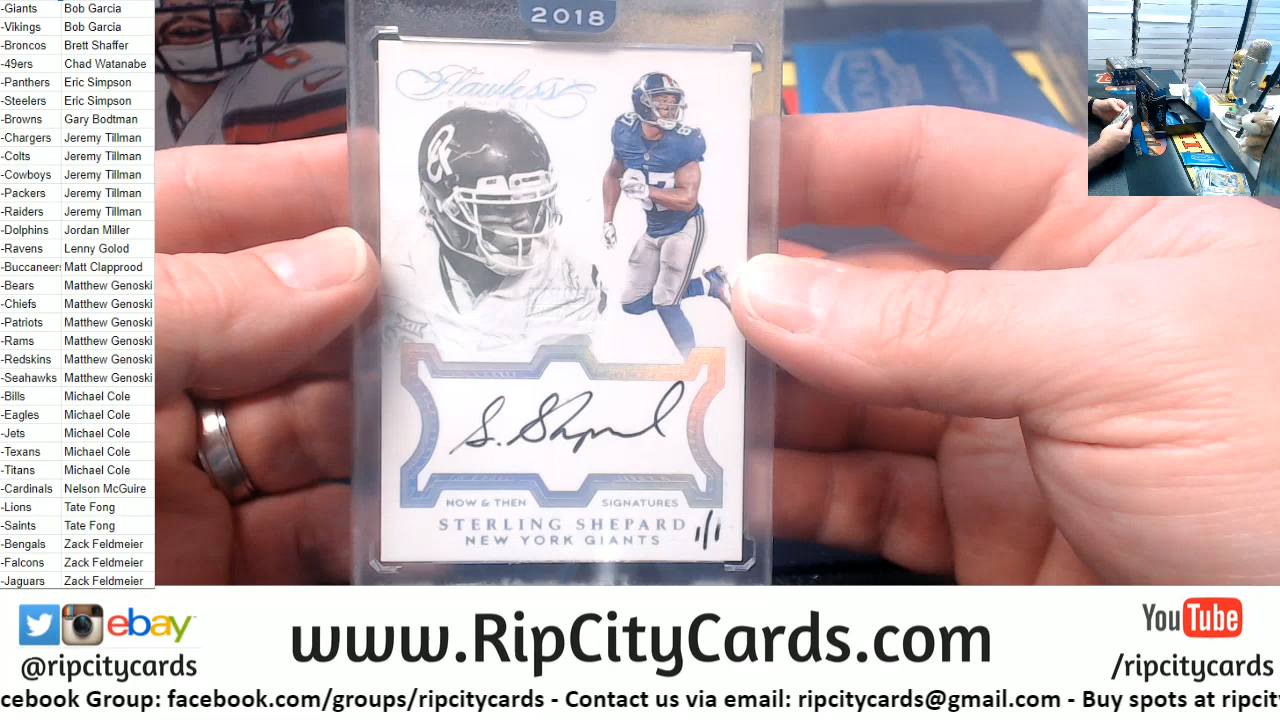 -Giants Bob Garcia
-Vikings Bob Garcia
-Broncos Brett Shaffer
-49ers Chad Watanabe
-Panthers Eric Simpson
-Steelers Eric Simpson
-Browns Gary Bodtman
-Chargers Jeremy Tillman
-Colts Jeremy Tillman
-Cowboys Jeremy Tillman
-Packers Jeremy Tillman
-Raiders Jeremy Tillman
-Dolphins Jordan Miller
-Ravens Lenny Golod
-Buccaneers Matt Clapprood
-Bears Matthew Genoski
-Chiefs Matthew Genoski
-Patriots Matthew Genoski
-Rams Matthew Genoski
-Redskins Matthew Genoski
-Seahawks Matthew Genoski
-Bills Michael Cole
-Eagles Michael Cole
-Jets Michael Cole
-Texans Michael Cole
-Titans Michael Cole
-Cardinals Nelson McGuire
-Lions Tate Fong
-Saints Tate Fong
-Bengals Zack Feldmeier
-Falcons Zack Feldmeier
-Jaguars Zack Feldmeier
2018
Flawless
PANINI
87
S. Shepard
NOW & THEN SIGNATURES
STERLING SHEPARD
NEW YORK GIANTS
1/1
ebay
@ripcitycards
www.RipCityCards.com
YouTube
/ripcitycards
cebook Group: facebook.com/groups/ripcitycards - Contact us via email: ripcitycards@gmail.com - Buy spots at ripcit